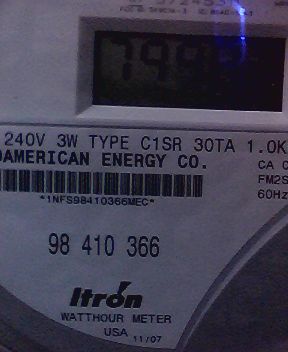 240V 3W TYPE C1SR 30TA 1.0K
AMERICAN ENERGY CO.
CA
FM2S
60Hz
*1NFS98410366MEC*
98 410 366
Itron
WATTHOUR METER
USA 11/07